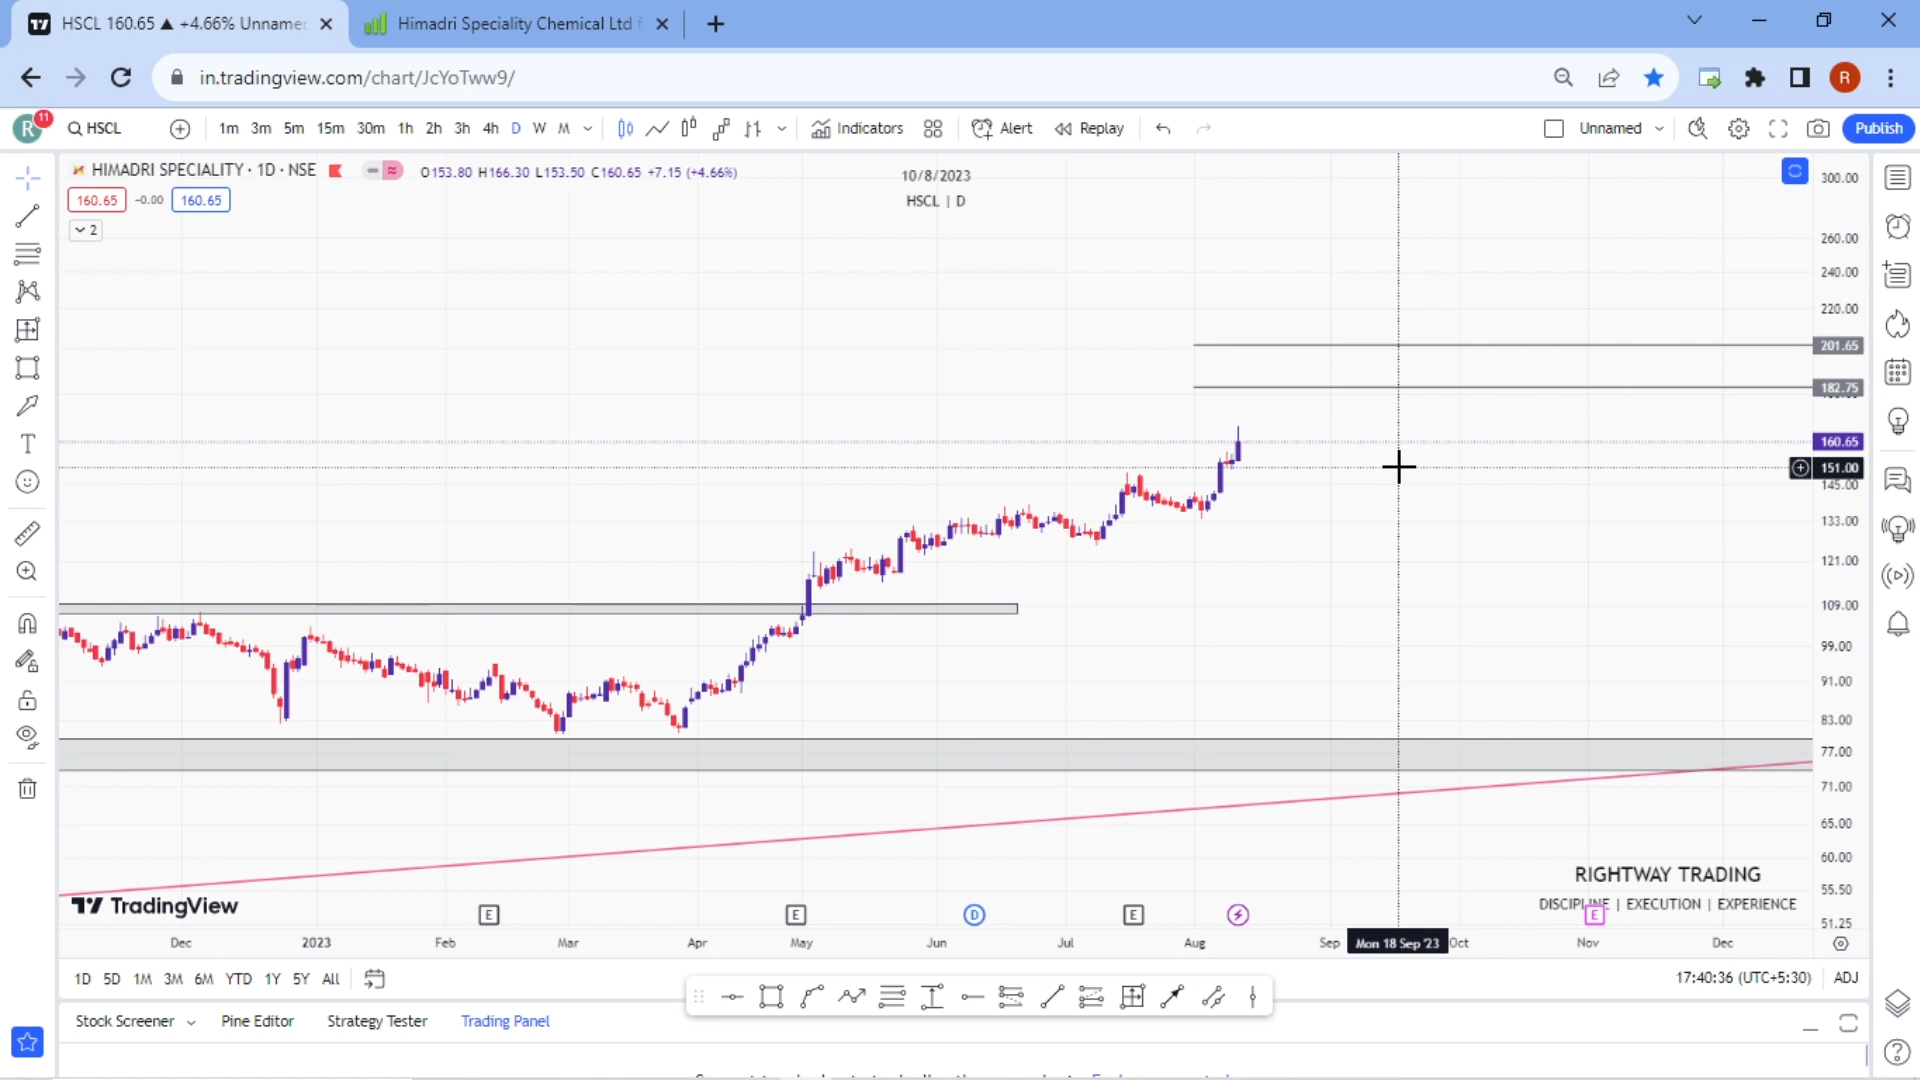 HSCL 160.65 ▲ +4.66% Unname
Himadri Speciality Chemical Ltd
in.tradingview.com/chart/JcYoTww9/
R
R
11
HSCL
1m 3m 5m 15m 30m 1h 2h 3h 4h D W M
Indicators
Alert
Replay
Unnamed
Publish
HIMADRI SPECIALITY · 1D · NSE
O153.80 H166.30 L153.50 C160.65 +7.15 (+4.66%)
160.65 -0.00 160.65
2
10/8/2023
HSCL | D
300.00
260.00
240.00
220.00
201.65
182.75
160.65
151.00
145.00
133.00
121.00
109.00
99.00
91.00
83.00
77.00
71.00
65.00
60.00
55.50
51.25
RIGHTWAY TRADING
DISCIPLINE | EXECUTION | EXPERIENCE
TradingView
E E D E E
Dec 2023 Feb Mar Apr May Jun Jul Aug Sep Mon 18 Sep '23 Oct Nov Dec
1D 5D 1M 3M 6M YTD 1Y 5Y All
17:40:36 (UTC+5:30) ADJ
Stock Screener Pine Editor Strategy Tester Trading Panel